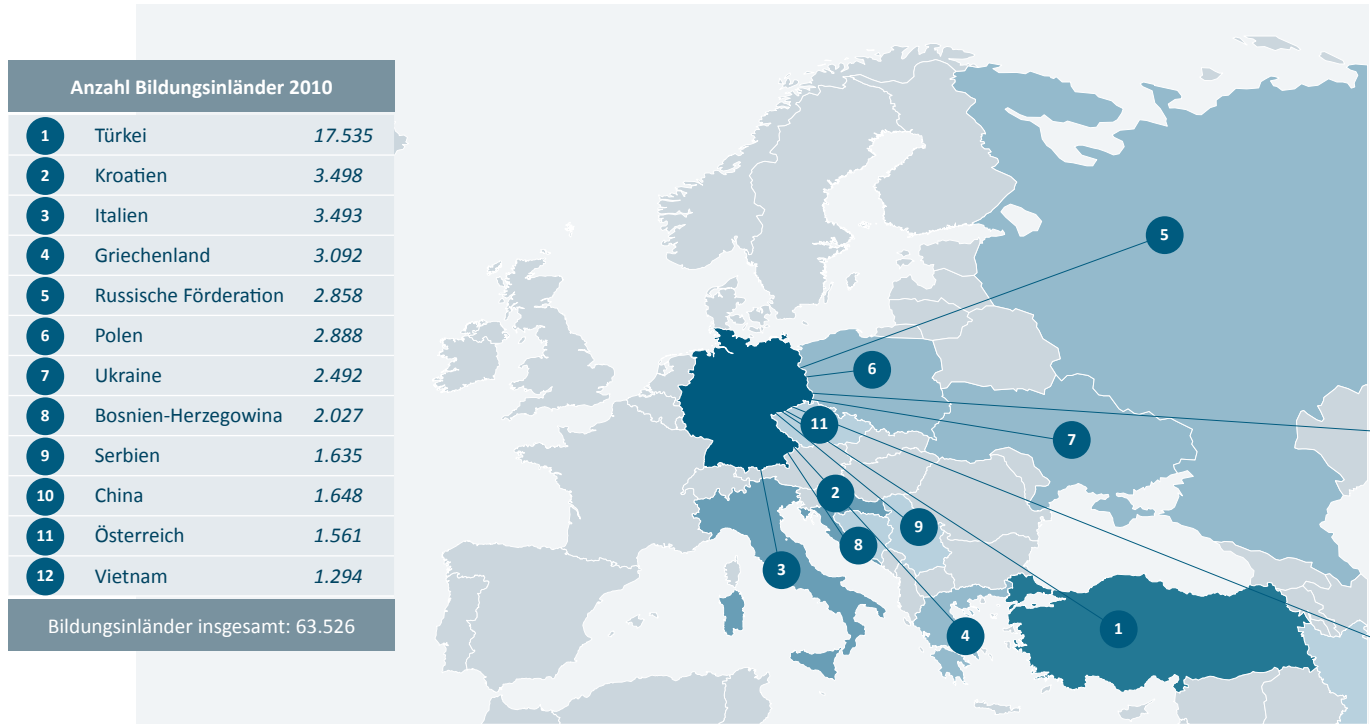 Anzahl Bildungsinländer 2010
1 Türkei 17.535
2 Kroatien 3.498
3 Italien 3.493
4 Griechenland 3.092
5 Russische Förderation 2.858
6 Polen 2.888
7 Ukraine 2.492
8 Bosnien-Herzegowina 2.027
9 Serbien 1.635
10 China 1.648
11 Österreich 1.561
12 Vietnam 1.294
Bildungsinländer insgesamt: 63.526
5
6
11
7
2
9
8
3
1
4